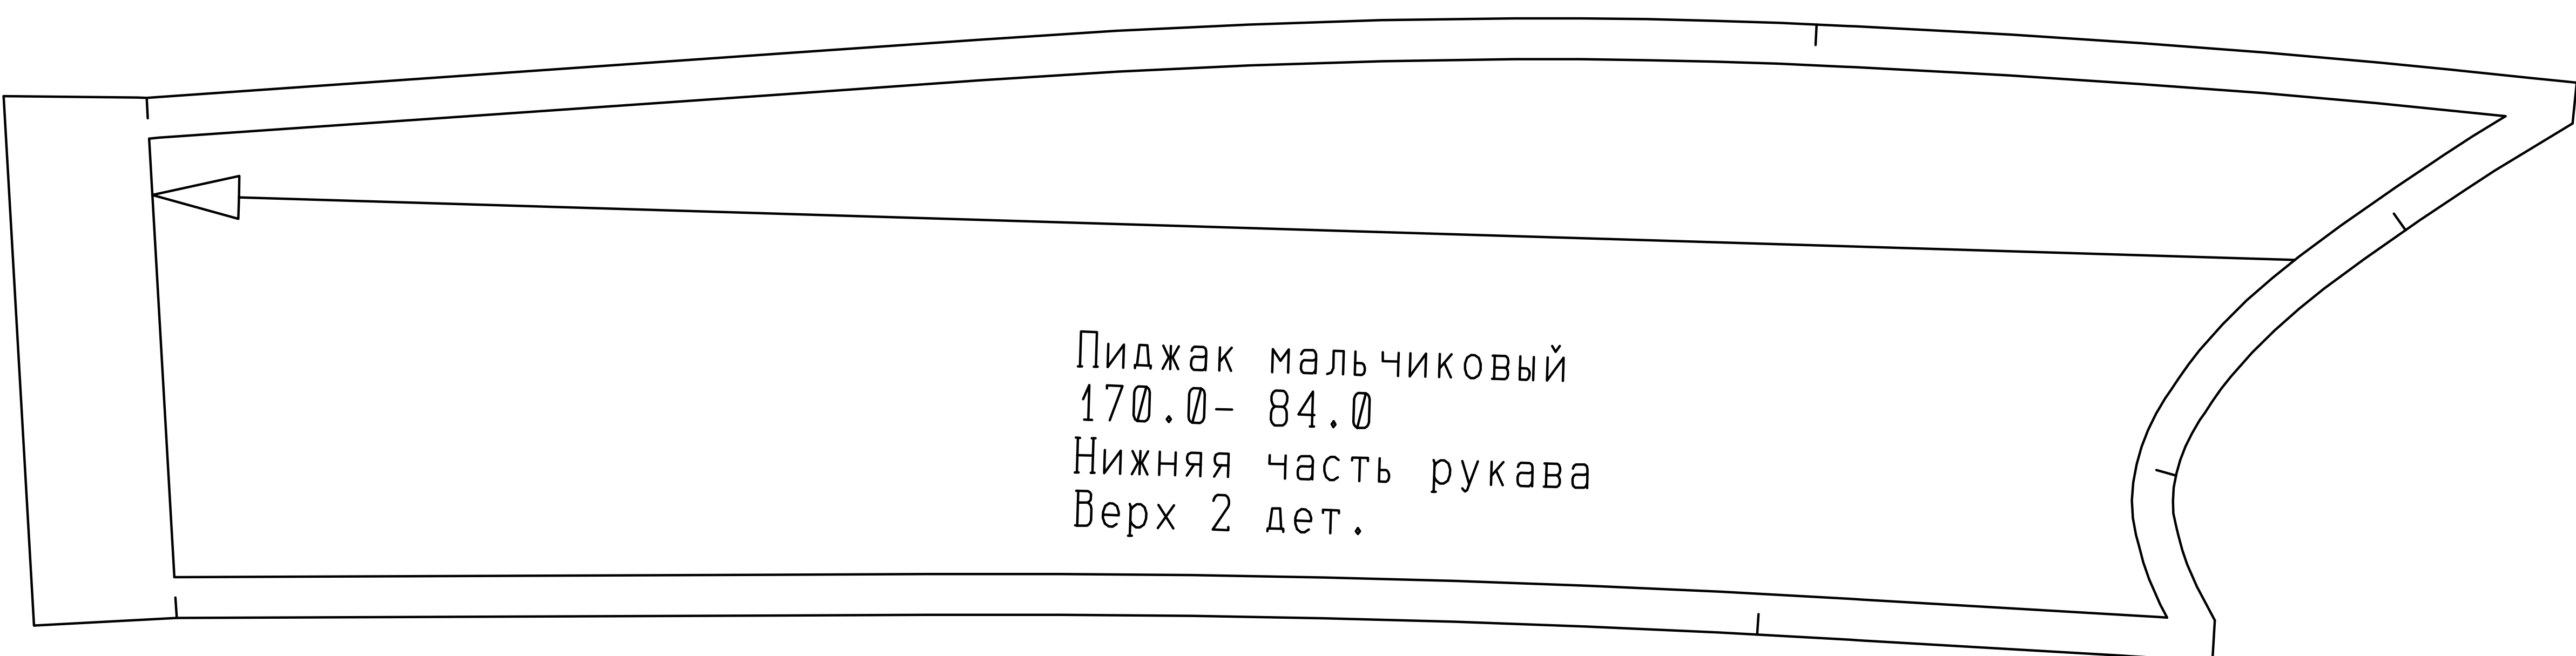 Пиджак мальчиковый
170.0- 84.0
Нижняя часть рукава
Верх 2 дет.